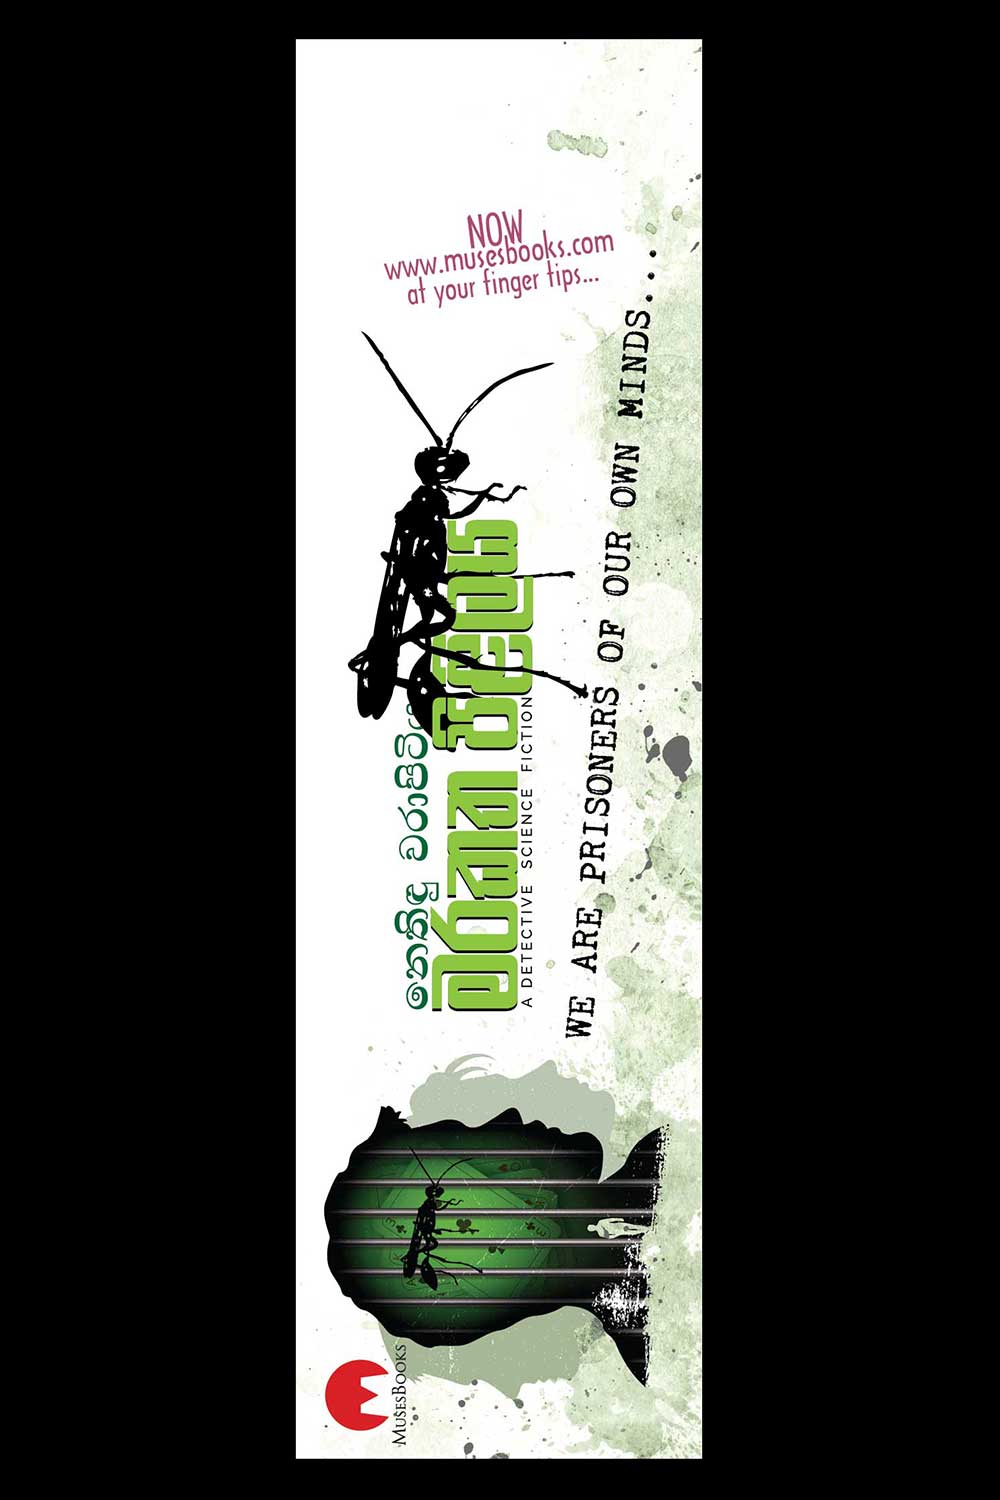 NOW
www.musesbooks.com
at your finger tips...
මරකත
A DETECTIVE SCIENCE FICTION
WE ARE PRISONERS OF OUR OWN MINDS...
MUSESBOOKS